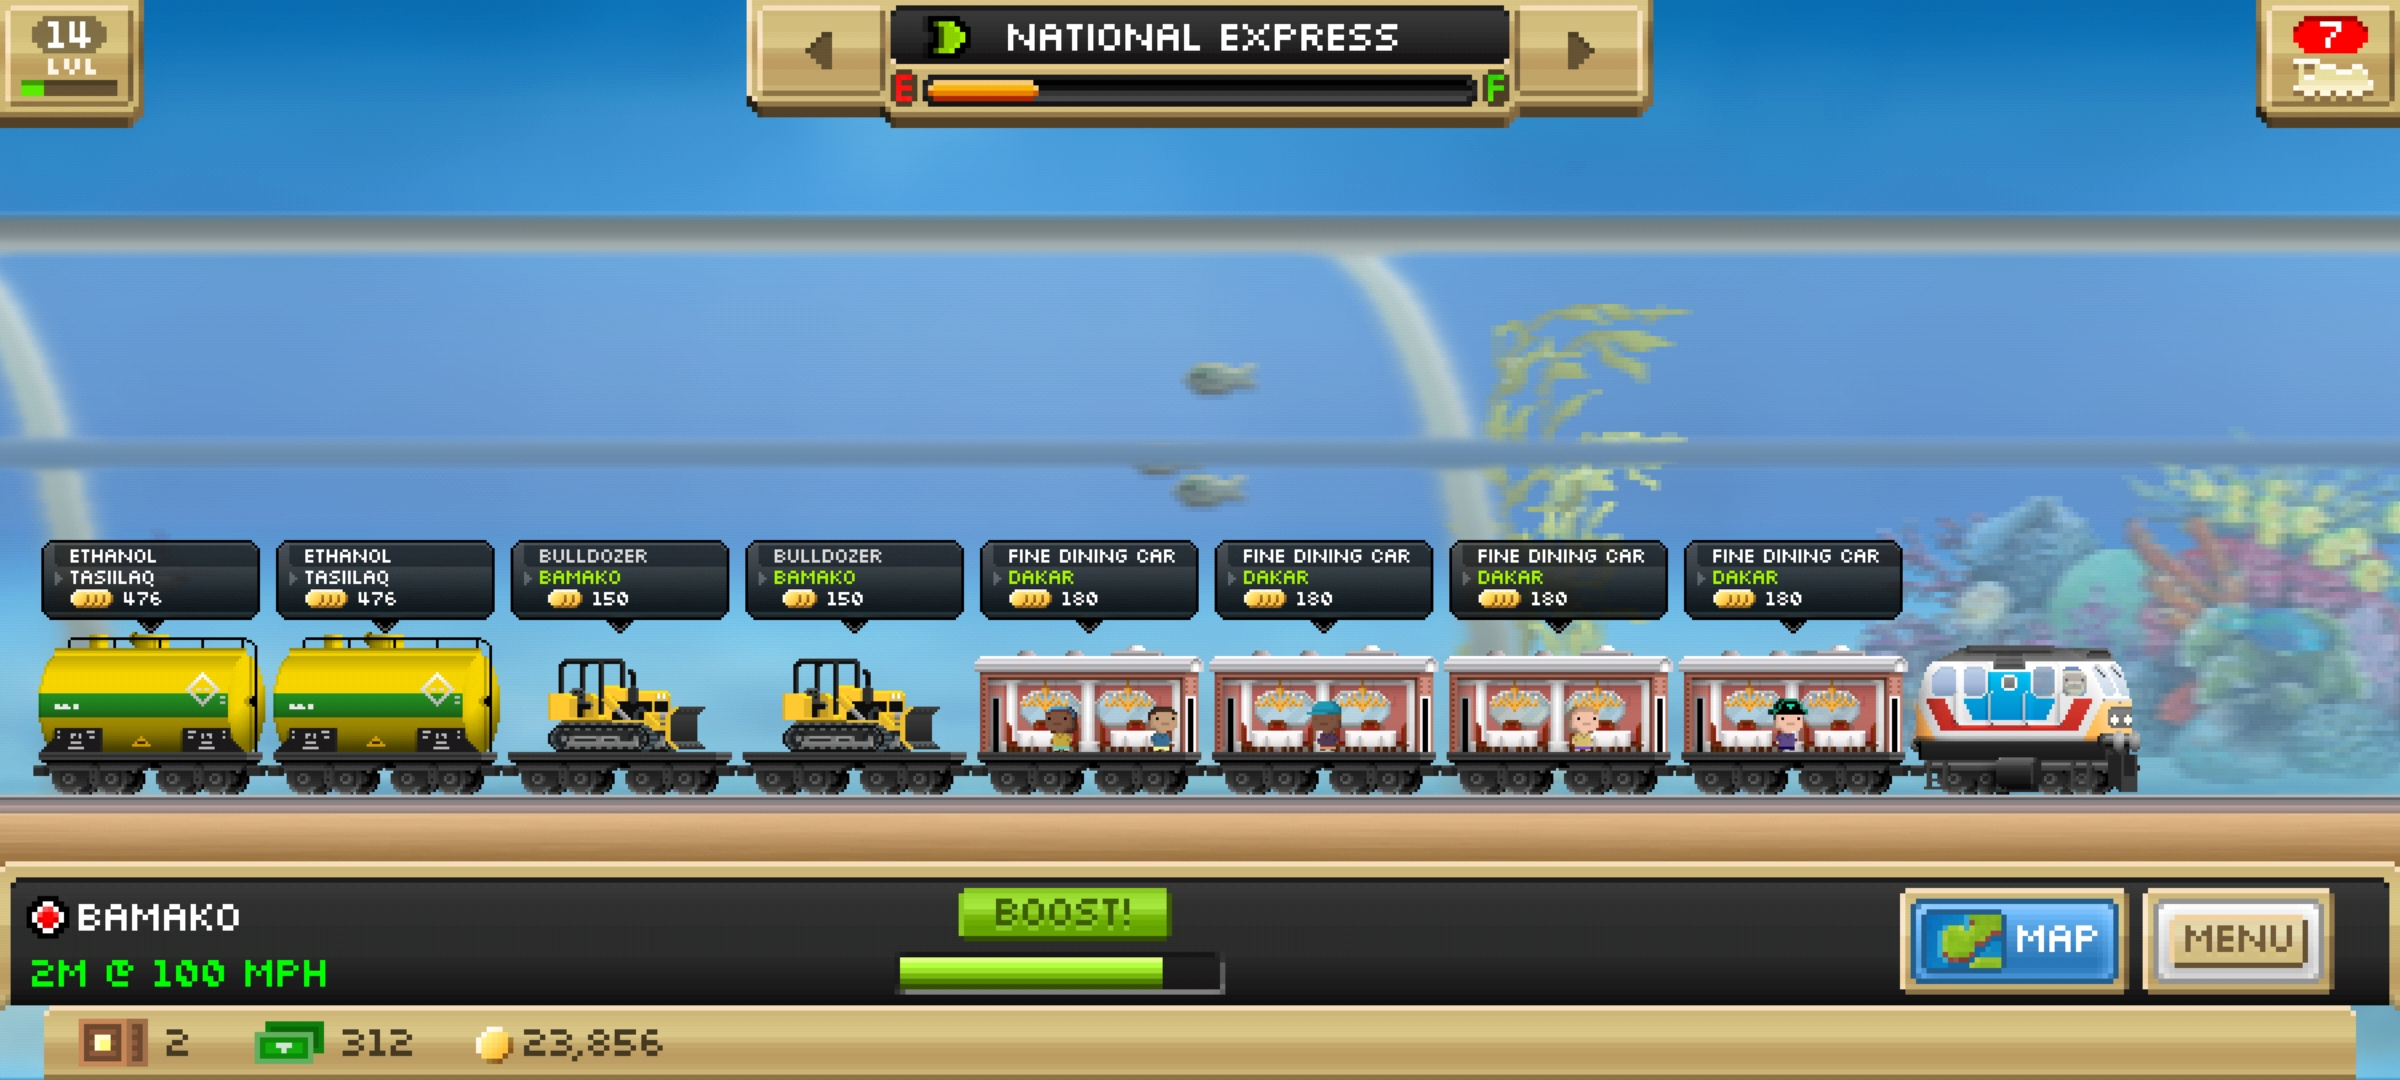 14
LVL
NATIONAL EXPRESS
E F
7
ETHANOL
TASIILAQ
476
ETHANOL
TASIILAQ
476
BULLDOZER
BAMAKO
150
BULLDOZER
BAMAKO
150
FINE DINING CAR
DAKAR
180
FINE DINING CAR
DAKAR
180
FINE DINING CAR
DAKAR
180
FINE DINING CAR
DAKAR
180
BAMAKO
2M @ 100 MPH
BOOST!
MAP
MENU
2 312 23,856